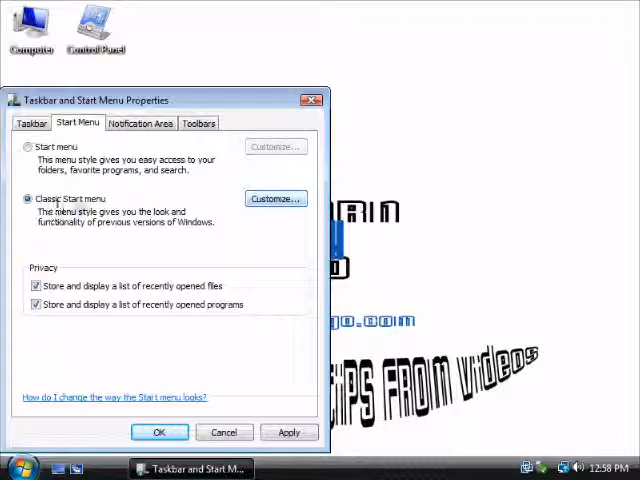 Computer
Control Panel
Taskbar and Start Menu Properties
Taskbar
Start Menu
Notification Area
Toolbars
Start menu
Customize...
This menu style gives you easy access to your
folders, favorite programs, and search.
Classic Start menu
Customize...
This menu style gives you the look and
functionality of previous versions of Windows.
Privacy
Store and display a list of recently opened files
Store and display a list of recently opened programs
How do I change the way the Start menu looks?
OK
Cancel
Apply
go.com
TIPS FROM Videos
Taskbar and Start M...
12:58 PM